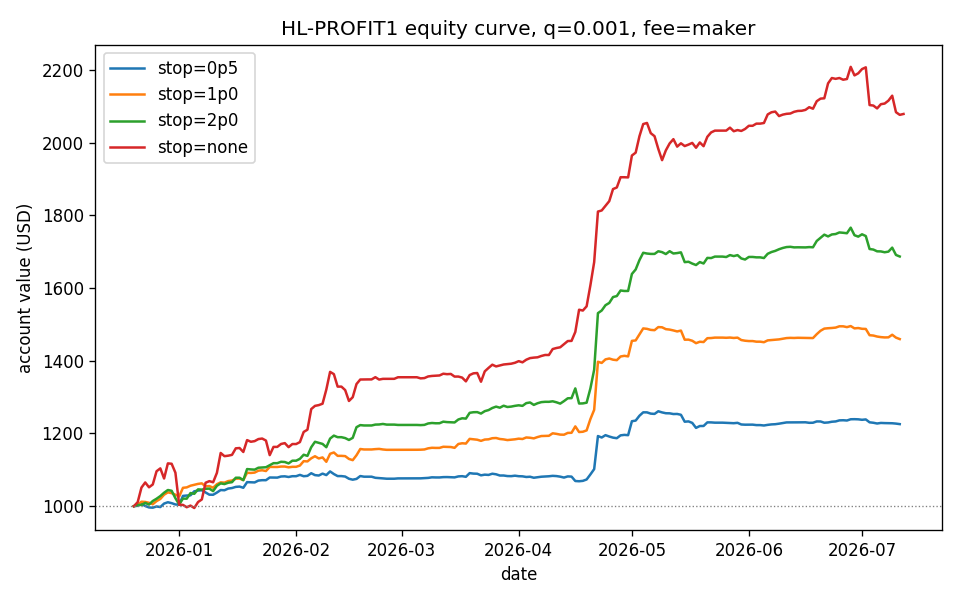 HL-PROFIT1 equity curve, q=0.001, fee=maker
stop=0p5
stop=1p0
stop=2p0
stop=none
account value (USD)
2200
2000
1800
1600
1400
1200
1000
2026-01 2026-02 2026-03 2026-04 2026-05 2026-06 2026-07
date